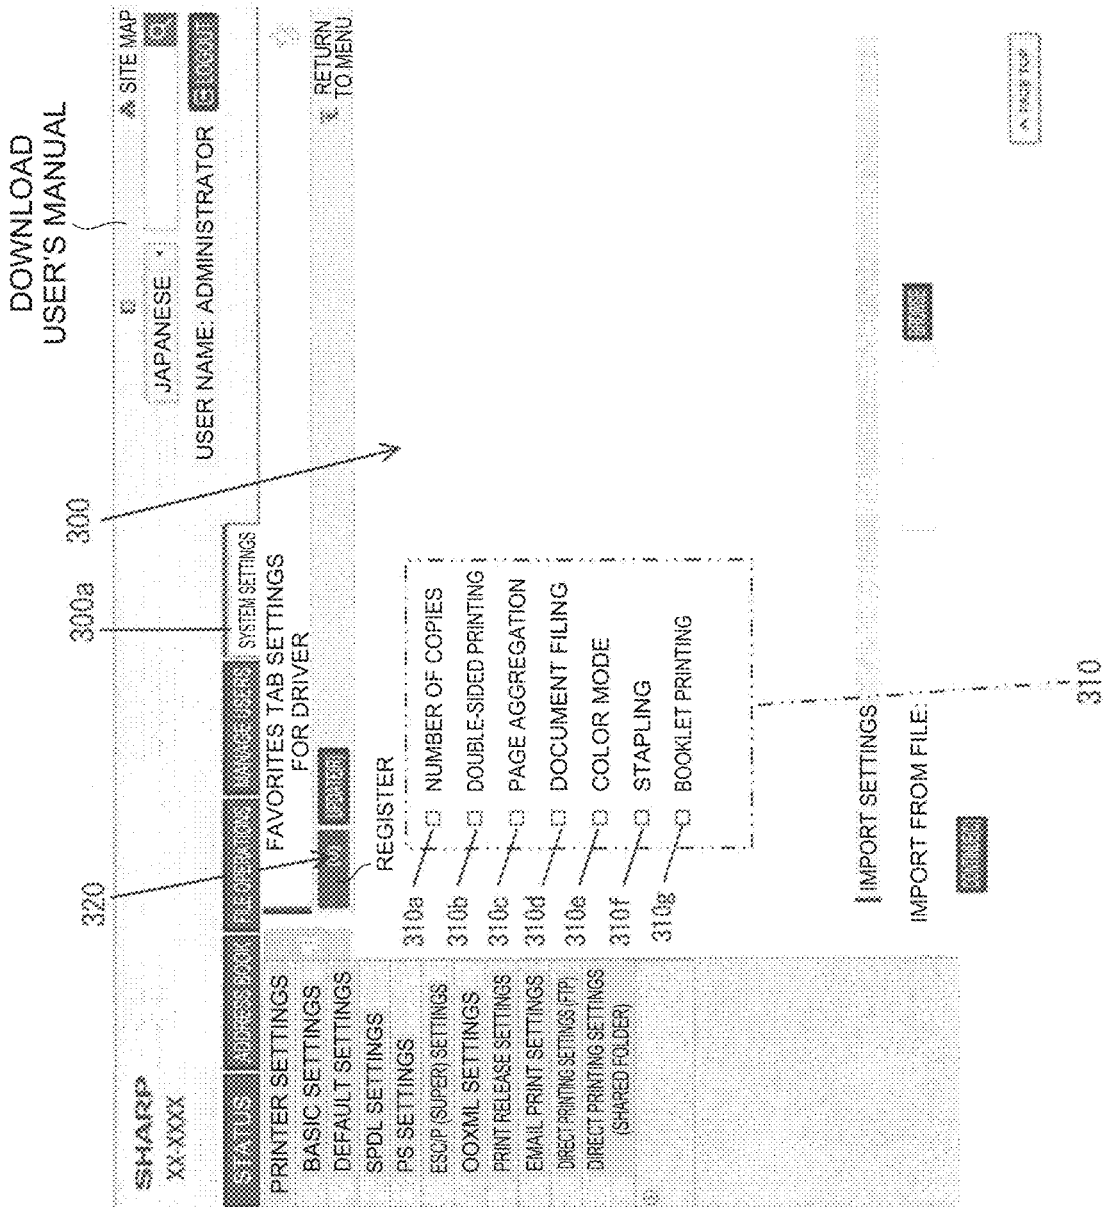 DOWNLOAD
USER'S MANUAL
SHARP
XX-XXXX
SITE MAP
JAPANESE
USER NAME: ADMINISTRATOR
300
300a
320
STATUS
SYSTEM SETTINGS
PRINTER SETTINGS
BASIC SETTINGS
DEFAULT SETTINGS
SPDL SETTINGS
PS SETTINGS
ESC/P (SUPER) SETTINGS
OOXML SETTINGS
PRINT RELEASE SETTINGS
EMAIL PRINT SETTINGS
DIRECT PRINTING SETTINGS (FTP)
DIRECT PRINTING SETTINGS
(SHARED FOLDER)
FAVORITES TAB SETTINGS
FOR DRIVER
RETURN
TO MENU
REGISTER
310a NUMBER OF COPIES
310b DOUBLE-SIDED PRINTING
310c PAGE AGGREGATION
310d DOCUMENT FILING
310e COLOR MODE
310f STAPLING
310g BOOKLET PRINTING
310
IMPORT SETTINGS
IMPORT FROM FILE:
PAGE TOP